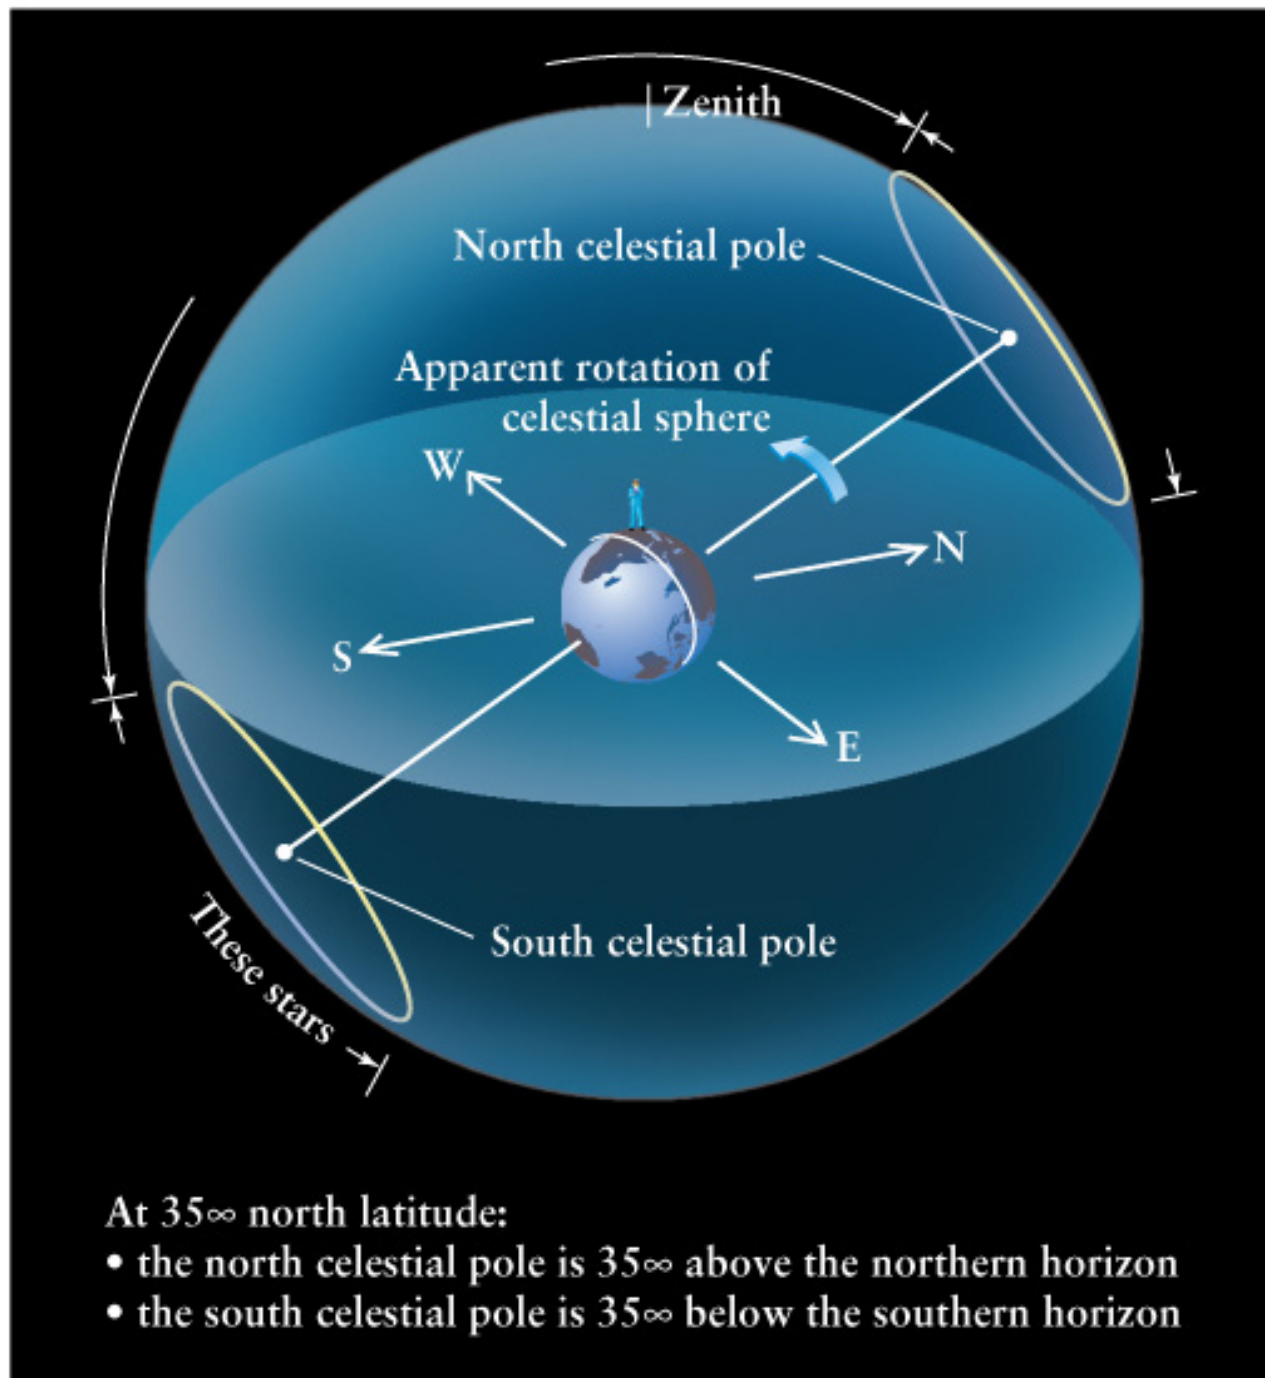 Zenith
North celestial pole
Apparent rotation of
celestial sphere
W
N
S
E
South celestial pole
These stars
At 35∞ north latitude:
• the north celestial pole is 35∞ above the northern horizon
• the south celestial pole is 35∞ below the southern horizon